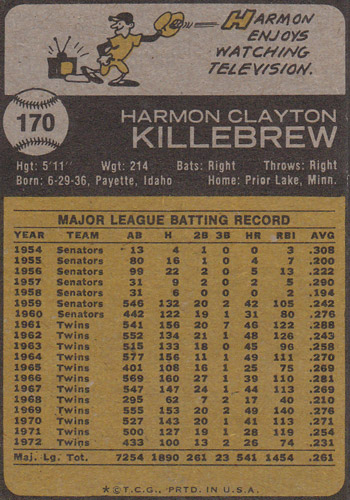 HARMON
ENJOYS
WATCHING
TELEVISION.
170
HARMON CLAYTON
KILLEBREW
Hgt: 5'11" Wgt: 214 Bats: Right Throws: Right
Born: 6-29-36, Payette, Idaho Home: Prior Lake, Minn.
MAJOR LEAGUE BATTING RECORD
YEAR TEAM AB H 2B 3B HR RBI AVG
1954 Senators 13 4 1 0 0 3 .308
1955 Senators 80 16 1 0 4 7 .200
1956 Senators 99 22 2 0 5 13 .222
1957 Senators 31 9 2 0 2 5 .290
1958 Senators 31 6 0 0 0 2 .194
1959 Senators 546 132 20 2 42 105 .242
1960 Senators 442 122 19 1 31 80 .276
1961 Twins 541 156 20 7 46 122 .288
1962 Twins 552 134 21 1 48 126 .243
1963 Twins 515 133 18 0 45 96 .258
1964 Twins 577 156 11 1 49 111 .270
1965 Twins 401 108 16 1 25 75 .269
1966 Twins 569 160 27 1 39 110 .281
1967 Twins 547 147 24 1 44 113 .269
1968 Twins 295 62 7 2 17 40 .210
1969 Twins 555 153 20 2 49 140 .276
1970 Twins 527 143 20 1 41 113 .271
1971 Twins 500 127 19 1 28 119 .254
1972 Twins 433 100 13 2 26 74 .231
Maj. Lg. Tot. 7254 1890 261 23 541 1454 .261
★©T.C.G., PRTD. IN U.S.A.